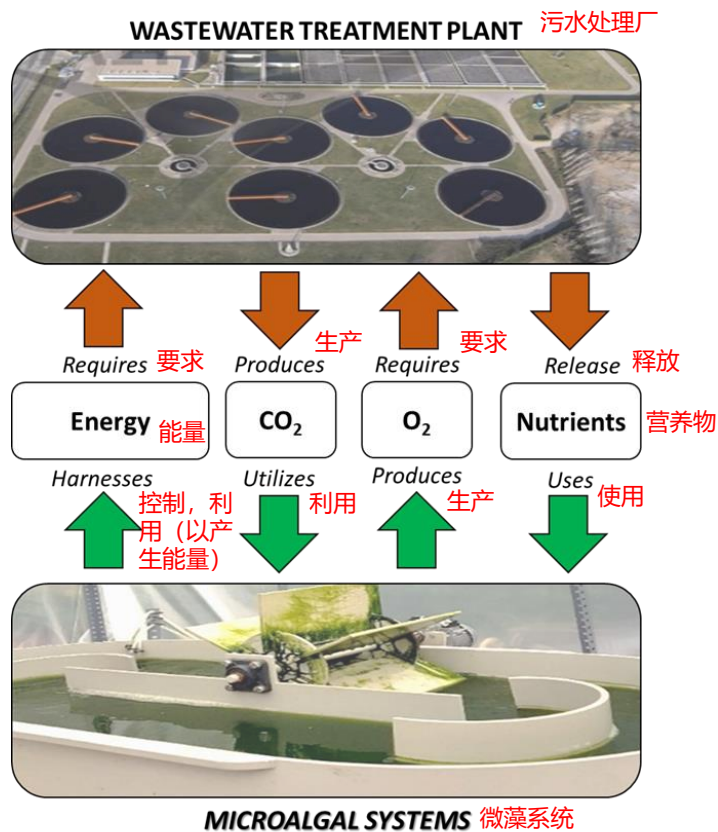 WASTEWATER TREATMENT PLANT 污水处理厂
Requires 要求
Produces 生产
Requires 要求
Release 释放
Energy 能量
CO₂
O₂
Nutrients 营养物
Harnesses 控制，利
用（以产
生能量）
Utilizes 利用
Produces 生产
Uses 使用
MICROALGAL SYSTEMS 微藻系统